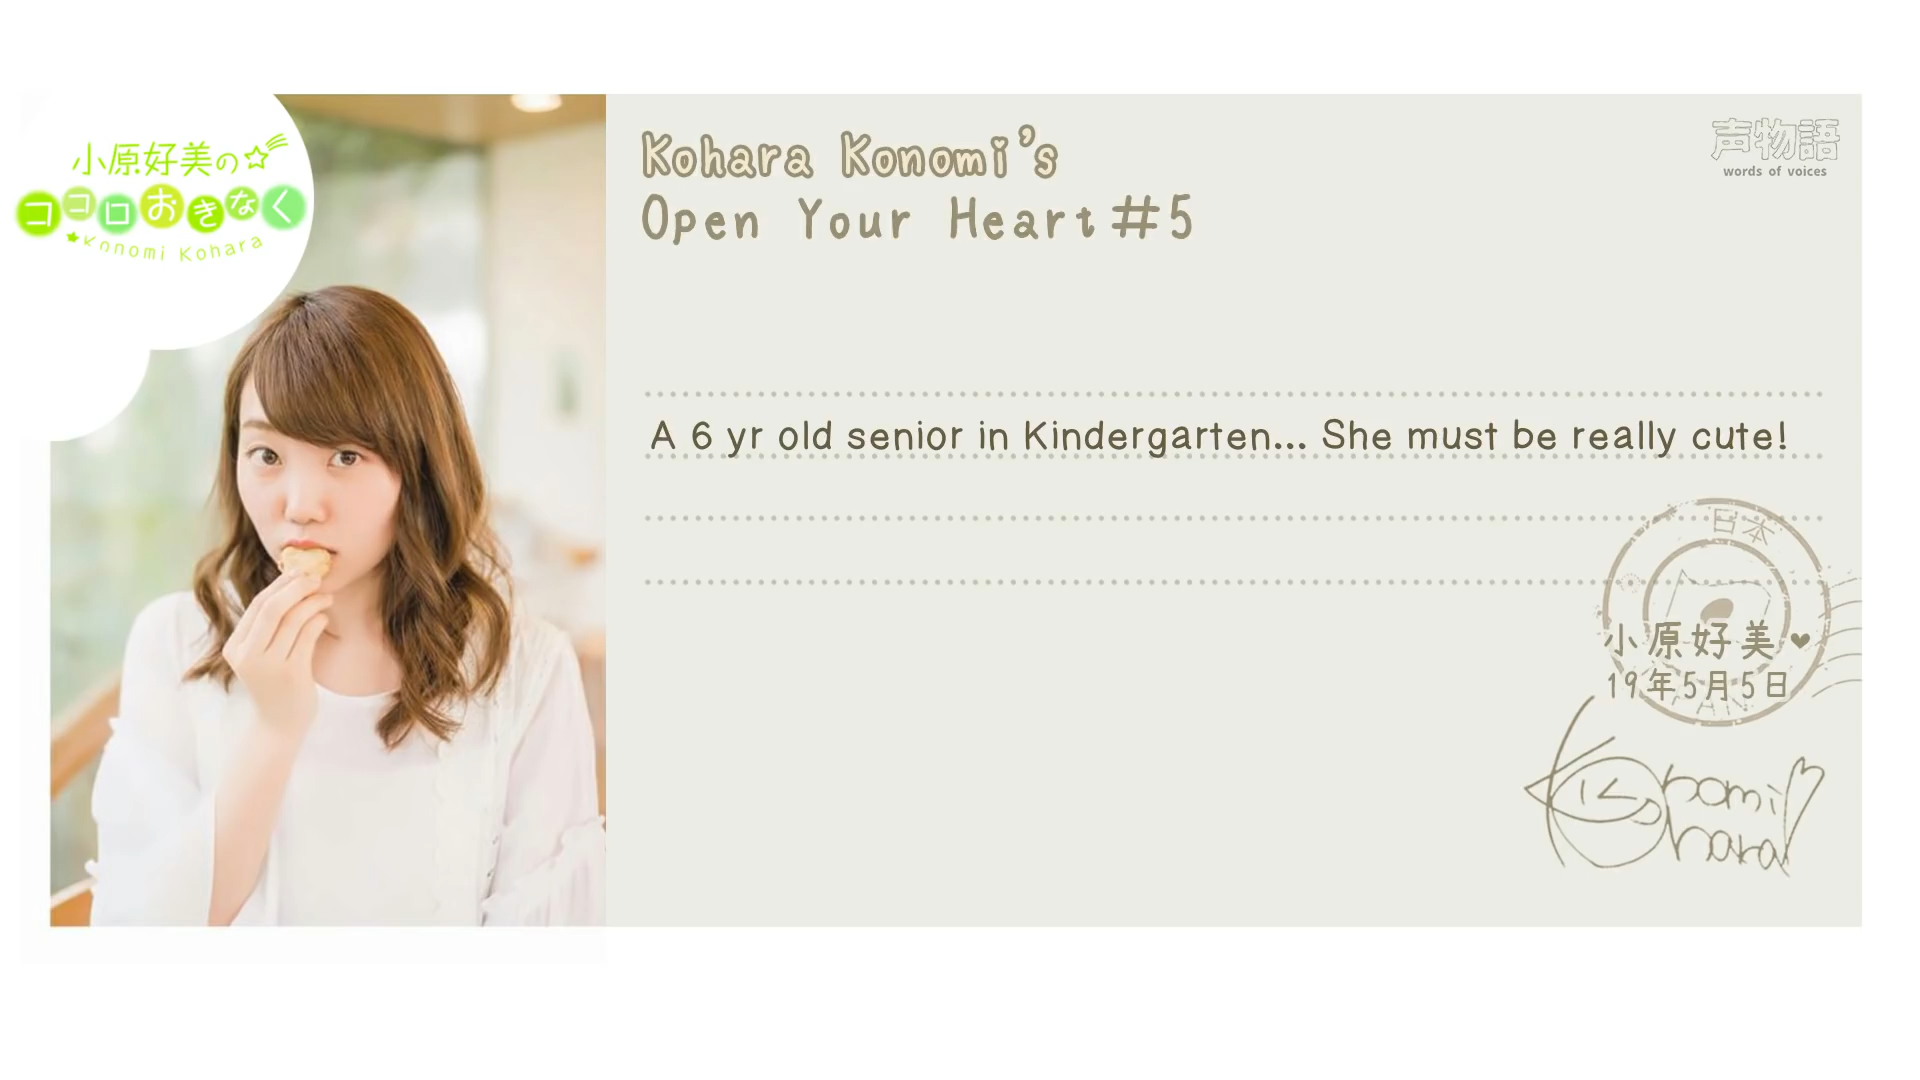 小原好美の
ココロおきなく
Konomi Kohara
Kohara Konomi's
Open Your Heart#5
声物語
words of voices
A 6 yr old senior in Kindergarten... She must be really cute!
日本
小原好美❤
19年5月5日
Konomi
Kohara